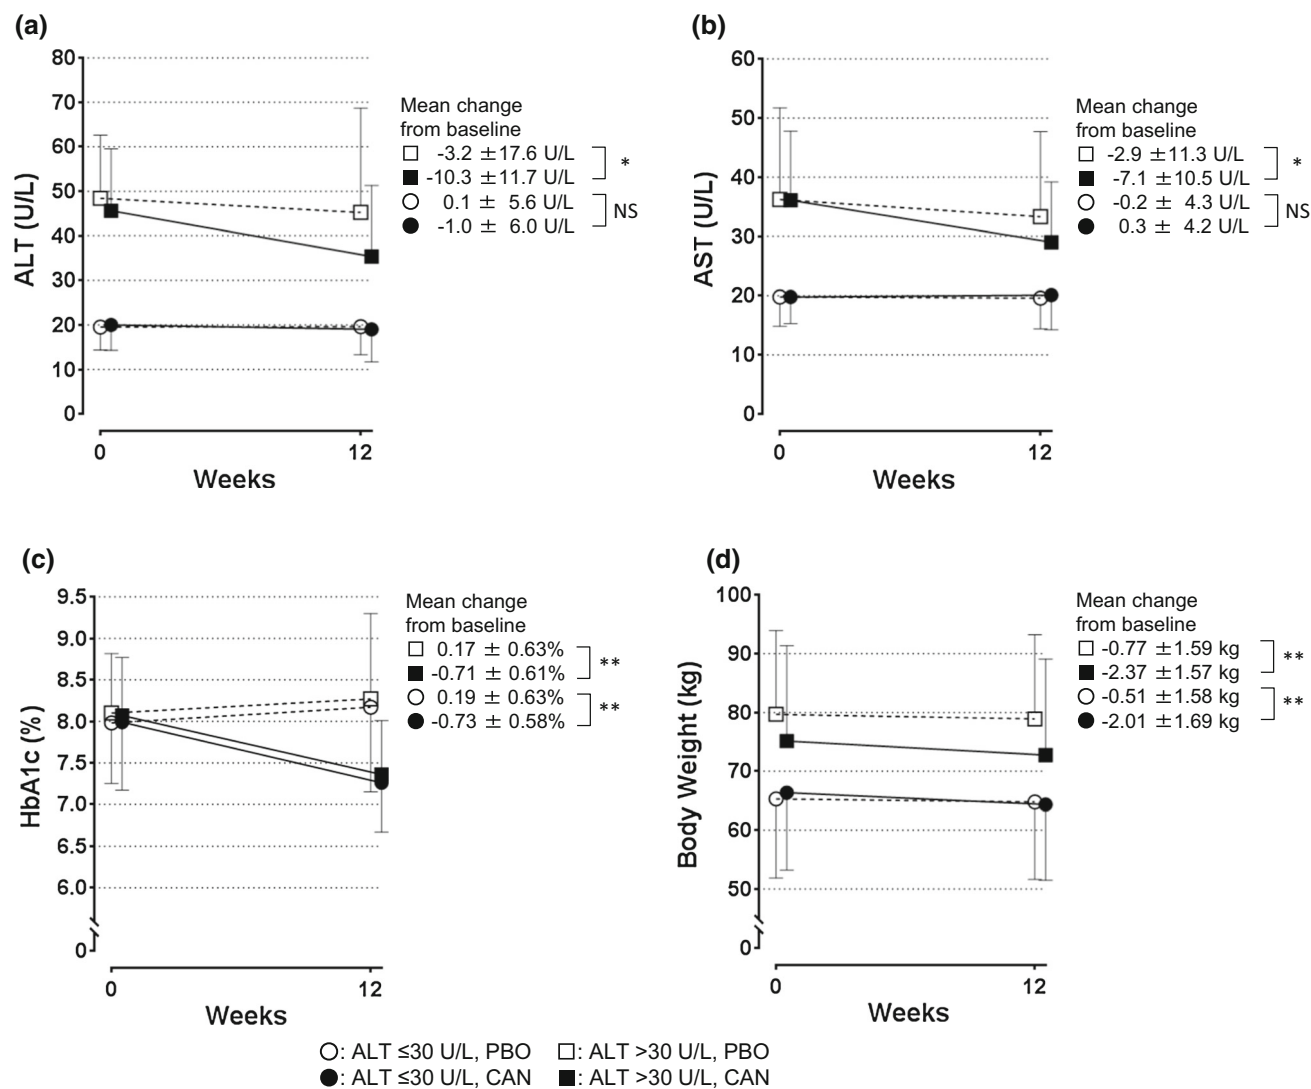 (a)
ALT (U/L)
80
70
60
50
40
30
20
10
0
0 12
Weeks
Mean change
from baseline
□ -3.2 ±17.6 U/L
■ -10.3 ±11.7 U/L
*
○ 0.1 ± 5.6 U/L
● -1.0 ± 6.0 U/L
NS
(b)
AST (U/L)
60
50
40
30
20
10
0
0 12
Weeks
Mean change
from baseline
□ -2.9 ±11.3 U/L
■ -7.1 ±10.5 U/L
*
○ -0.2 ± 4.3 U/L
● 0.3 ± 4.2 U/L
NS
(c)
HbA1c (%)
9.5
9.0
8.5
8.0
7.5
7.0
6.5
6.0
0
0 12
Weeks
Mean change
from baseline
□ 0.17 ± 0.63%
■ -0.71 ± 0.61%
**
○ 0.19 ± 0.63%
● -0.73 ± 0.58%
**
(d)
Body Weight (kg)
100
90
80
70
60
50
0
0 12
Weeks
Mean change
from baseline
□ -0.77 ±1.59 kg
■ -2.37 ±1.57 kg
**
○ -0.51 ±1.58 kg
● -2.01 ±1.69 kg
**
○: ALT ≤30 U/L, PBO □: ALT >30 U/L, PBO
●: ALT ≤30 U/L, CAN ■: ALT >30 U/L, CAN